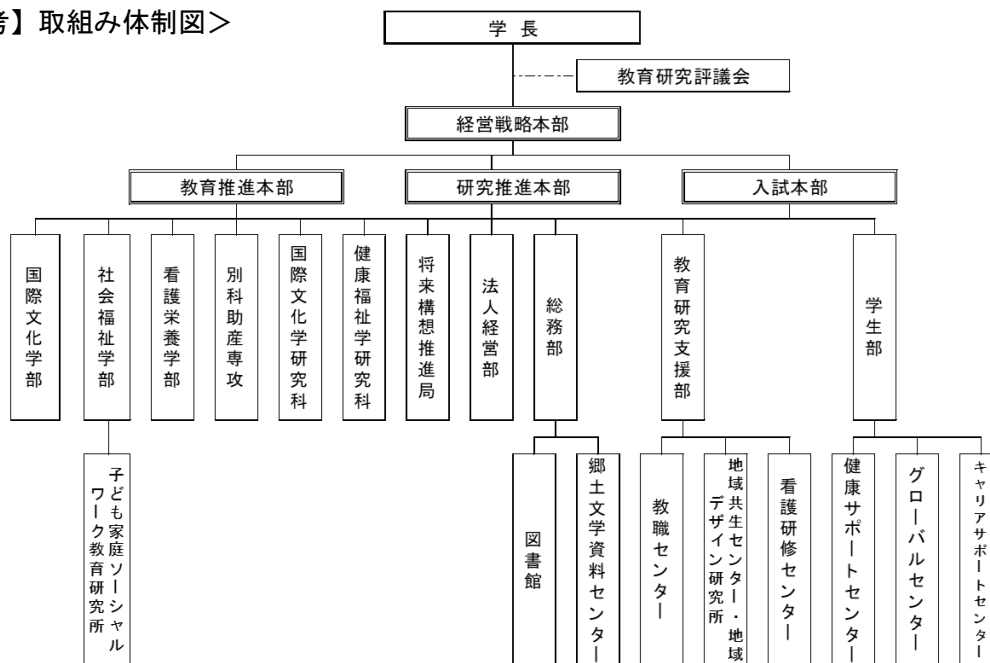 考】取組み体制図＞
学 長
教育研究評議会
経営戦略本部
教育推進本部
研究推進本部
入試本部
国際文化学部
社会福祉学部
看護栄養学部
別科助産専攻
国際文化学研究科
健康福祉学研究科
将来構想推進局
法人経営部
総務部
教育研究支援部
学生部
子ども家庭ソーシャル
ワーク教育研究所
図書館
郷土文学資料センター
教職センター
地域共生センター・地域
デザイン研究所
看護研修センター
健康サポートセンター
グローバルセンター
キャリアサポートセンター